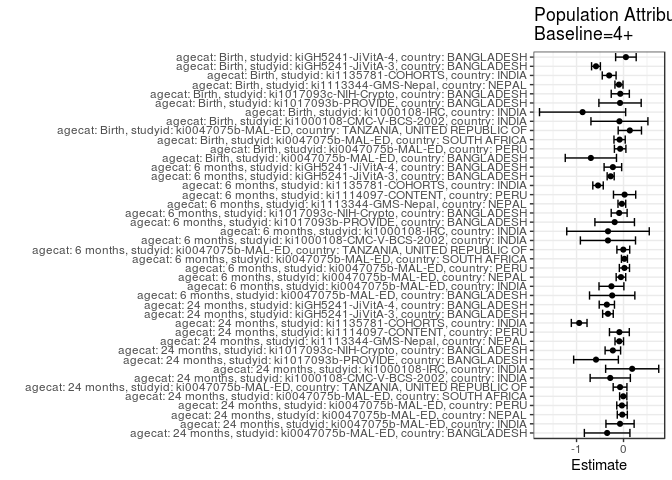 Population Attribu
Baseline=4+
agecat: Birth, studyid: kiGH5241-JiVitA-4, country: BANGLADESH
agecat: Birth, studyid: kiGH5241-JiVitA-3, country: BANGLADESH
agecat: Birth, studyid: ki1135781-COHORTS, country: INDIA
agecat: Birth, studyid: ki1113344-GMS-Nepal, country: NEPAL
agecat: Birth, studyid: ki1017093c-NIH-Crypto, country: BANGLADESH
agecat: Birth, studyid: ki1017093b-PROVIDE, country: BANGLADESH
agecat: Birth, studyid: ki1000108-IRC, country: INDIA
agecat: Birth, studyid: ki1000108-CMC-V-BCS-2002, country: INDIA
agecat: Birth, studyid: ki0047075b-MAL-ED, country: TANZANIA, UNITED REPUBLIC OF
agecat: Birth, studyid: ki0047075b-MAL-ED, country: SOUTH AFRICA
agecat: Birth, studyid: ki0047075b-MAL-ED, country: PERU
agecat: Birth, studyid: ki0047075b-MAL-ED, country: BANGLADESH
agecat: 6 months, studyid: kiGH5241-JiVitA-4, country: BANGLADESH
agecat: 6 months, studyid: kiGH5241-JiVitA-3, country: BANGLADESH
agecat: 6 months, studyid: ki1135781-COHORTS, country: INDIA
agecat: 6 months, studyid: ki1114097-CONTENT, country: PERU
agecat: 6 months, studyid: ki1113344-GMS-Nepal, country: NEPAL
agecat: 6 months, studyid: ki1017093c-NIH-Crypto, country: BANGLADESH
agecat: 6 months, studyid: ki1017093b-PROVIDE, country: BANGLADESH
agecat: 6 months, studyid: ki1000108-IRC, country: INDIA
agecat: 6 months, studyid: ki1000108-CMC-V-BCS-2002, country: INDIA
agecat: 6 months, studyid: ki0047075b-MAL-ED, country: TANZANIA, UNITED REPUBLIC OF
agecat: 6 months, studyid: ki0047075b-MAL-ED, country: SOUTH AFRICA
agecat: 6 months, studyid: ki0047075b-MAL-ED, country: PERU
agecat: 6 months, studyid: ki0047075b-MAL-ED, country: NEPAL
agecat: 6 months, studyid: ki0047075b-MAL-ED, country: INDIA
agecat: 6 months, studyid: ki0047075b-MAL-ED, country: BANGLADESH
agecat: 24 months, studyid: kiGH5241-JiVitA-4, country: BANGLADESH
agecat: 24 months, studyid: kiGH5241-JiVitA-3, country: BANGLADESH
agecat: 24 months, studyid: ki1135781-COHORTS, country: INDIA
agecat: 24 months, studyid: ki1114097-CONTENT, country: PERU
agecat: 24 months, studyid: ki1113344-GMS-Nepal, country: NEPAL
agecat: 24 months, studyid: ki1017093c-NIH-Crypto, country: BANGLADESH
agecat: 24 months, studyid: ki1017093b-PROVIDE, country: BANGLADESH
agecat: 24 months, studyid: ki1000108-IRC, country: INDIA
agecat: 24 months, studyid: ki1000108-CMC-V-BCS-2002, country: INDIA
agecat: 24 months, studyid: ki0047075b-MAL-ED, country: TANZANIA, UNITED REPUBLIC OF
agecat: 24 months, studyid: ki0047075b-MAL-ED, country: SOUTH AFRICA
agecat: 24 months, studyid: ki0047075b-MAL-ED, country: PERU
agecat: 24 months, studyid: ki0047075b-MAL-ED, country: NEPAL
agecat: 24 months, studyid: ki0047075b-MAL-ED, country: INDIA
agecat: 24 months, studyid: ki0047075b-MAL-ED, country: BANGLADESH
-1 0
Estimate